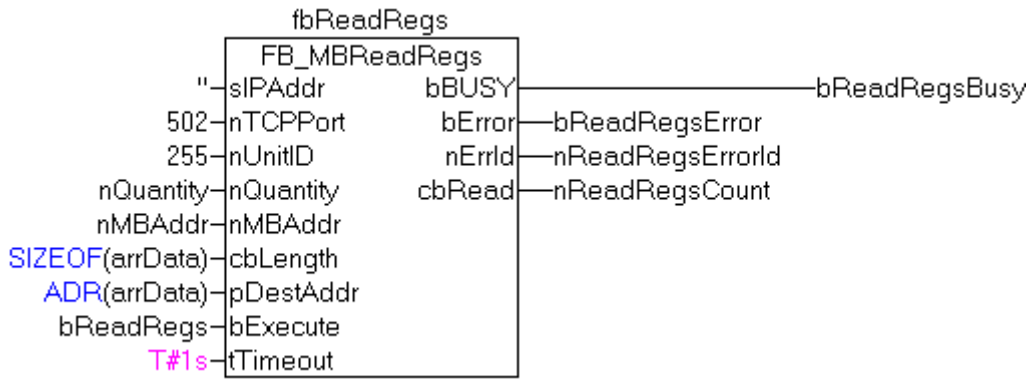 fbReadRegs
FB_MBReadRegs
'' sIPAddr bBUSY bReadRegsBusy
502 nTCPPort bError bReadRegsError
255 nUnitID nErrId nReadRegsErrorId
nQuantity nQuantity cbRead nReadRegsCount
nMBAddr nMBAddr
SIZEOF(arrData) cbLength
ADR(arrData) pDestAddr
bReadRegs bExecute
T#1s tTimeout